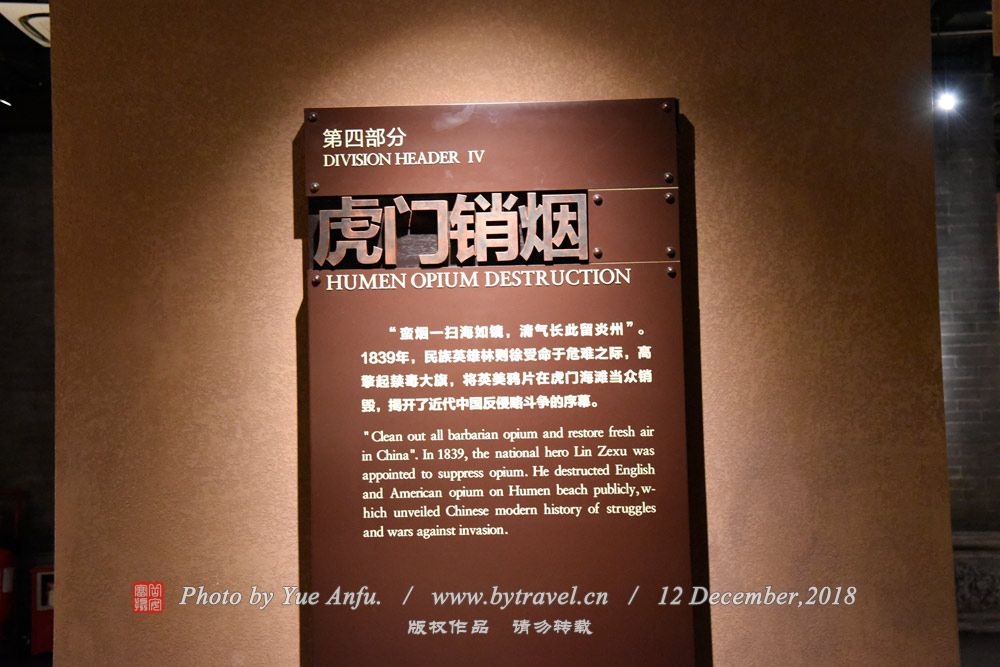 第四部分
DIVISION HEADER IV
虎门销烟
HUMEN OPIUM DESTRUCTION
“蛮烟一扫海如镜，清气长此留炎州”。
1839年，民族英雄林则徐受命于危难之际，高
擎起禁毒大旗，将英美鸦片在虎门海滩当众销
毁，揭开了近代中国反侵略斗争的序幕。
"Clean out all barbarian opium and restore fresh air
in China". In 1839, the national hero Lin Zexu was
appointed to suppress opium. He destructed English
and American opium on Humen beach publicly, w-
hich unveiled Chinese modern history of struggles
and wars against invasion.
Photo by Yue Anfu. / www.bytravel.cn / 12 December,2018
版权作品 请勿转载